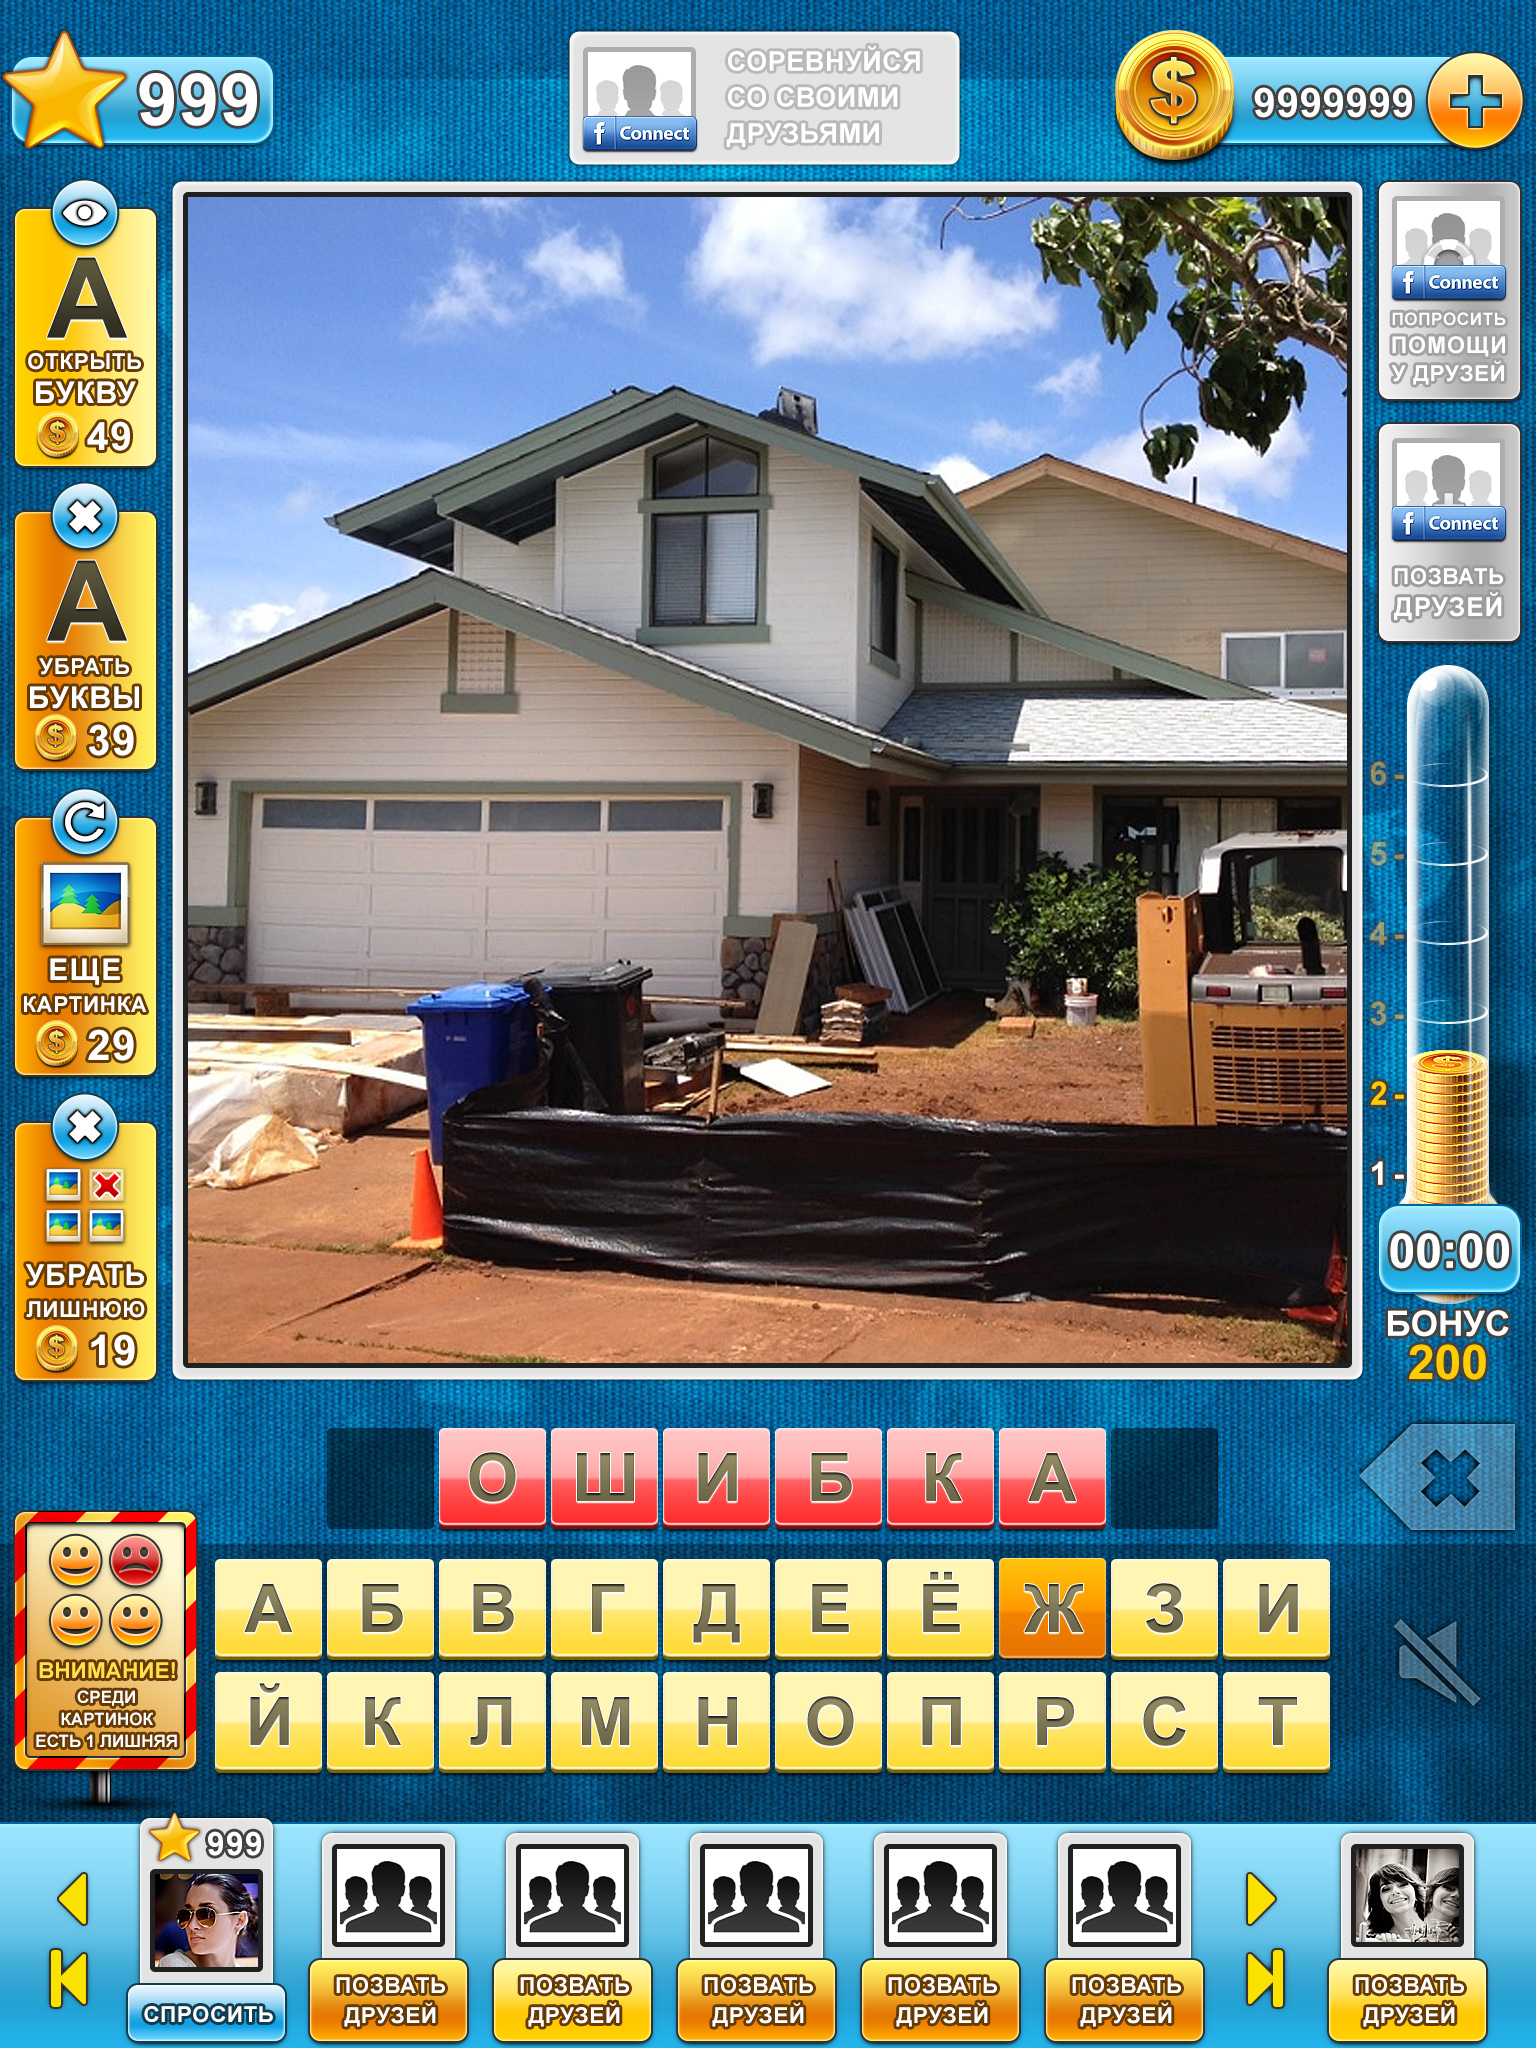 999
СОРЕВНУЙСЯ
СО СВОИМИ
ДРУЗЬЯМИ
f Connect
$
9999999
A
ОТКРЫТЬ
БУКВУ
$ 49
A
УБРАТЬ
БУКВЫ
$ 39
ЕЩЕ
КАРТИНКА
$ 29
УБРАТЬ
ЛИШНЮЮ
$ 19
f Connect
ПОПРОСИТЬ
ПОМОЩИ
У ДРУЗЕЙ
f Connect
ПОЗВАТЬ
ДРУЗЕЙ
6 -
5 -
4 -
3 -
2 -
1 -
00:00
БОНУС
200
О Ш И Б К А
А Б В Г Д Е Ё Ж З И
Й К Л М Н О П Р С Т
ВНИМАНИЕ!
СРЕДИ
КАРТИНОК
ЕСТЬ 1 ЛИШНЯЯ
999
СПРОСИТЬ
ПОЗВАТЬ
ДРУЗЕЙ
ПОЗВАТЬ
ДРУЗЕЙ
ПОЗВАТЬ
ДРУЗЕЙ
ПОЗВАТЬ
ДРУЗЕЙ
ПОЗВАТЬ
ДРУЗЕЙ
ПОЗВАТЬ
ДРУЗЕЙ